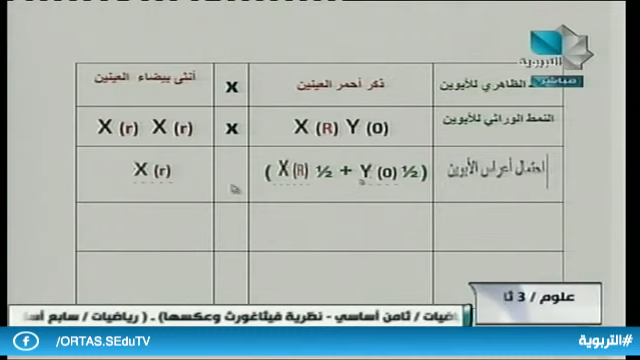 التربوية
مباشر
الظاهري للأبوين ذكر أحمر العينين x أنثى بيضاء العينين
النمط الوراثي للأبوين X (R) Y (0) x X (r) X (r)
احتمال أعراس الأبوين ( X (R) ½ + Y (0) ½ ) X (r)
علوم / 3 ثا
ياضيات / ثامن أساسي - نظرية فيثاغورث وعكسها) . ( رياضيات / سابع أسا
/ORTAS.SEduTV #التربوية